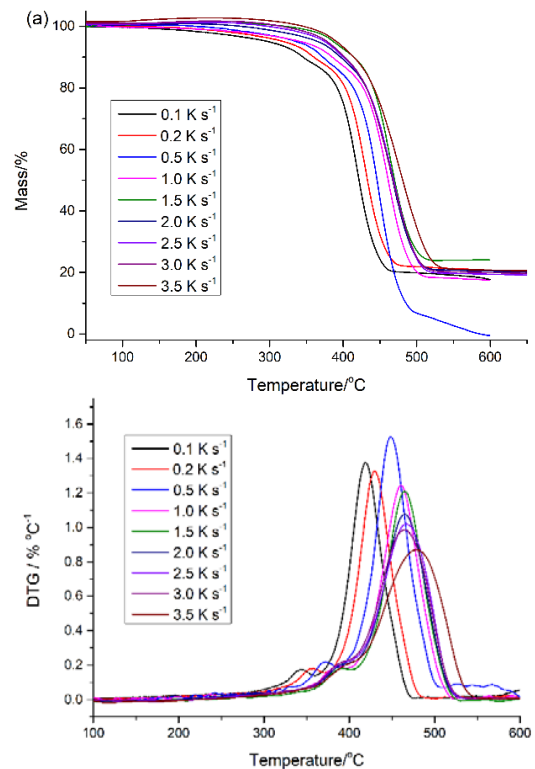 (a)
100
80
60
40
20
0
Mass/%
0.1 K s⁻¹
0.2 K s⁻¹
0.5 K s⁻¹
1.0 K s⁻¹
1.5 K s⁻¹
2.0 K s⁻¹
2.5 K s⁻¹
3.0 K s⁻¹
3.5 K s⁻¹
100 200 300 400 500 600
Temperature/°C
1.6
1.4
1.2
1.0
0.8
0.6
0.4
0.2
0.0
DTG / % °C⁻¹
0.1 K s⁻¹
0.2 K s⁻¹
0.5 K s⁻¹
1.0 K s⁻¹
1.5 K s⁻¹
2.0 K s⁻¹
2.5 K s⁻¹
3.0 K s⁻¹
3.5 K s⁻¹
100 200 300 400 500 600
Temperature/°C